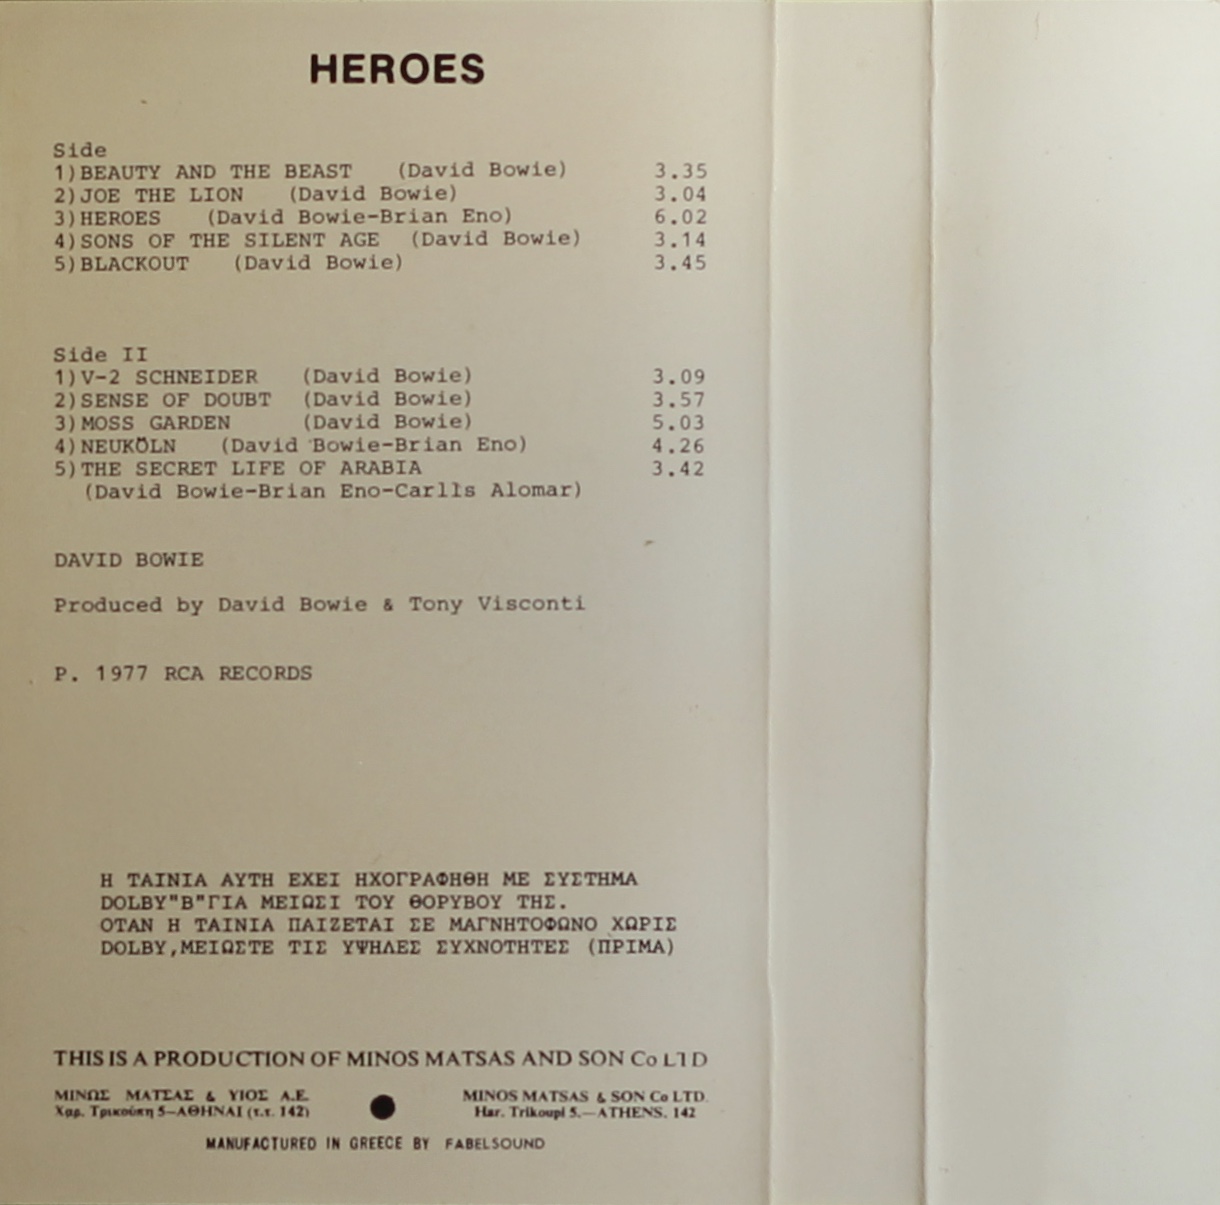 HEROES
Side
1)BEAUTY AND THE BEAST (David Bowie) 3.35
2)JOE THE LION (David Bowie) 3.04
3)HEROES (David Bowie-Brian Eno) 6.02
4)SONS OF THE SILENT AGE (David Bowie) 3.14
5)BLACKOUT (David Bowie) 3.45
Side II
1)V-2 SCHNEIDER (David Bowie) 3.09
2)SENSE OF DOUBT (David Bowie) 3.57
3)MOSS GARDEN (David Bowie) 5.03
4)NEUKÖLN (David Bowie-Brian Eno) 4.26
5)THE SECRET LIFE OF ARABIA 3.42
(David Bowie-Brian Eno-Carlls Alomar)
DAVID BOWIE
Produced by David Bowie & Tony Visconti
P. 1977 RCA RECORDS
Η ΤΑΙΝΙΑ ΑΥΤΗ ΕΧΕΙ ΗΧΟΓΡΑΦΗΘΗ ΜΕ ΣΥΣΤΗΜΑ
DOLBY"B"ΓΙΑ ΜΕΙΩΣΙ ΤΟΥ ΘΟΡΥΒΟΥ ΤΗΣ.
ΟΤΑΝ Η ΤΑΙΝΙΑ ΠΑΙΖΕΤΑΙ ΣΕ ΜΑΓΝΗΤΟΦΩΝΟ ΧΩΡΙΣ
DOLBY,ΜΕΙΩΣΤΕ ΤΙΣ ΥΨΗΛΕΣ ΣΥΧΝΟΤΗΤΕΣ (ΠΡΙΜΑ)
THIS IS A PRODUCTION OF MINOS MATSAS AND SON Co LTD
ΜΙΝΩΣ ΜΑΤΣΑΣ & ΥΙΟΣ Α.Ε. MINOS MATSAS & SON Co LTD.
Χαρ. Τρικούπη 5–ΑΘΗΝΑΙ (τ.τ. 142) Har. Trikoupi 5.—ATHENS. 142
MANUFACTURED IN GREECE BY FABELSOUND